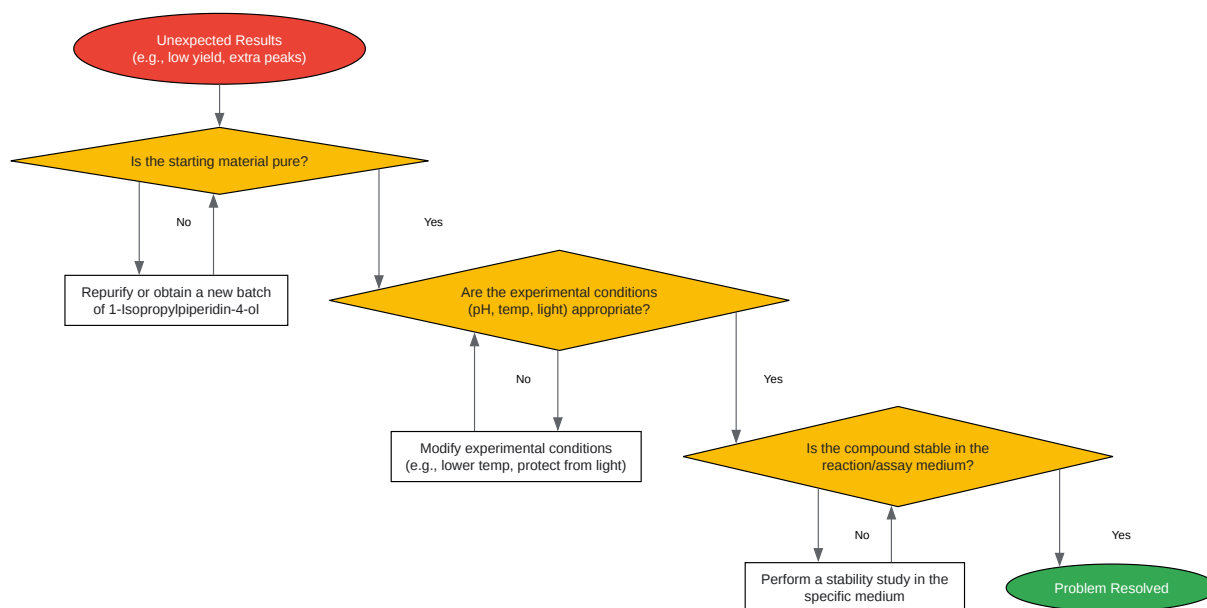 Unexpected Results
(e.g., low yield, extra peaks)
Is the starting material pure?
No
Yes
Repurify or obtain a new batch
of 1-Isopropylpiperidin-4-ol
Are the experimental conditions
(pH, temp, light) appropriate?
No
Yes
Modify experimental conditions
(e.g., lower temp, protect from light)
Is the compound stable in the
reaction/assay medium?
No
Yes
Perform a stability study in the
specific medium
Problem Resolved